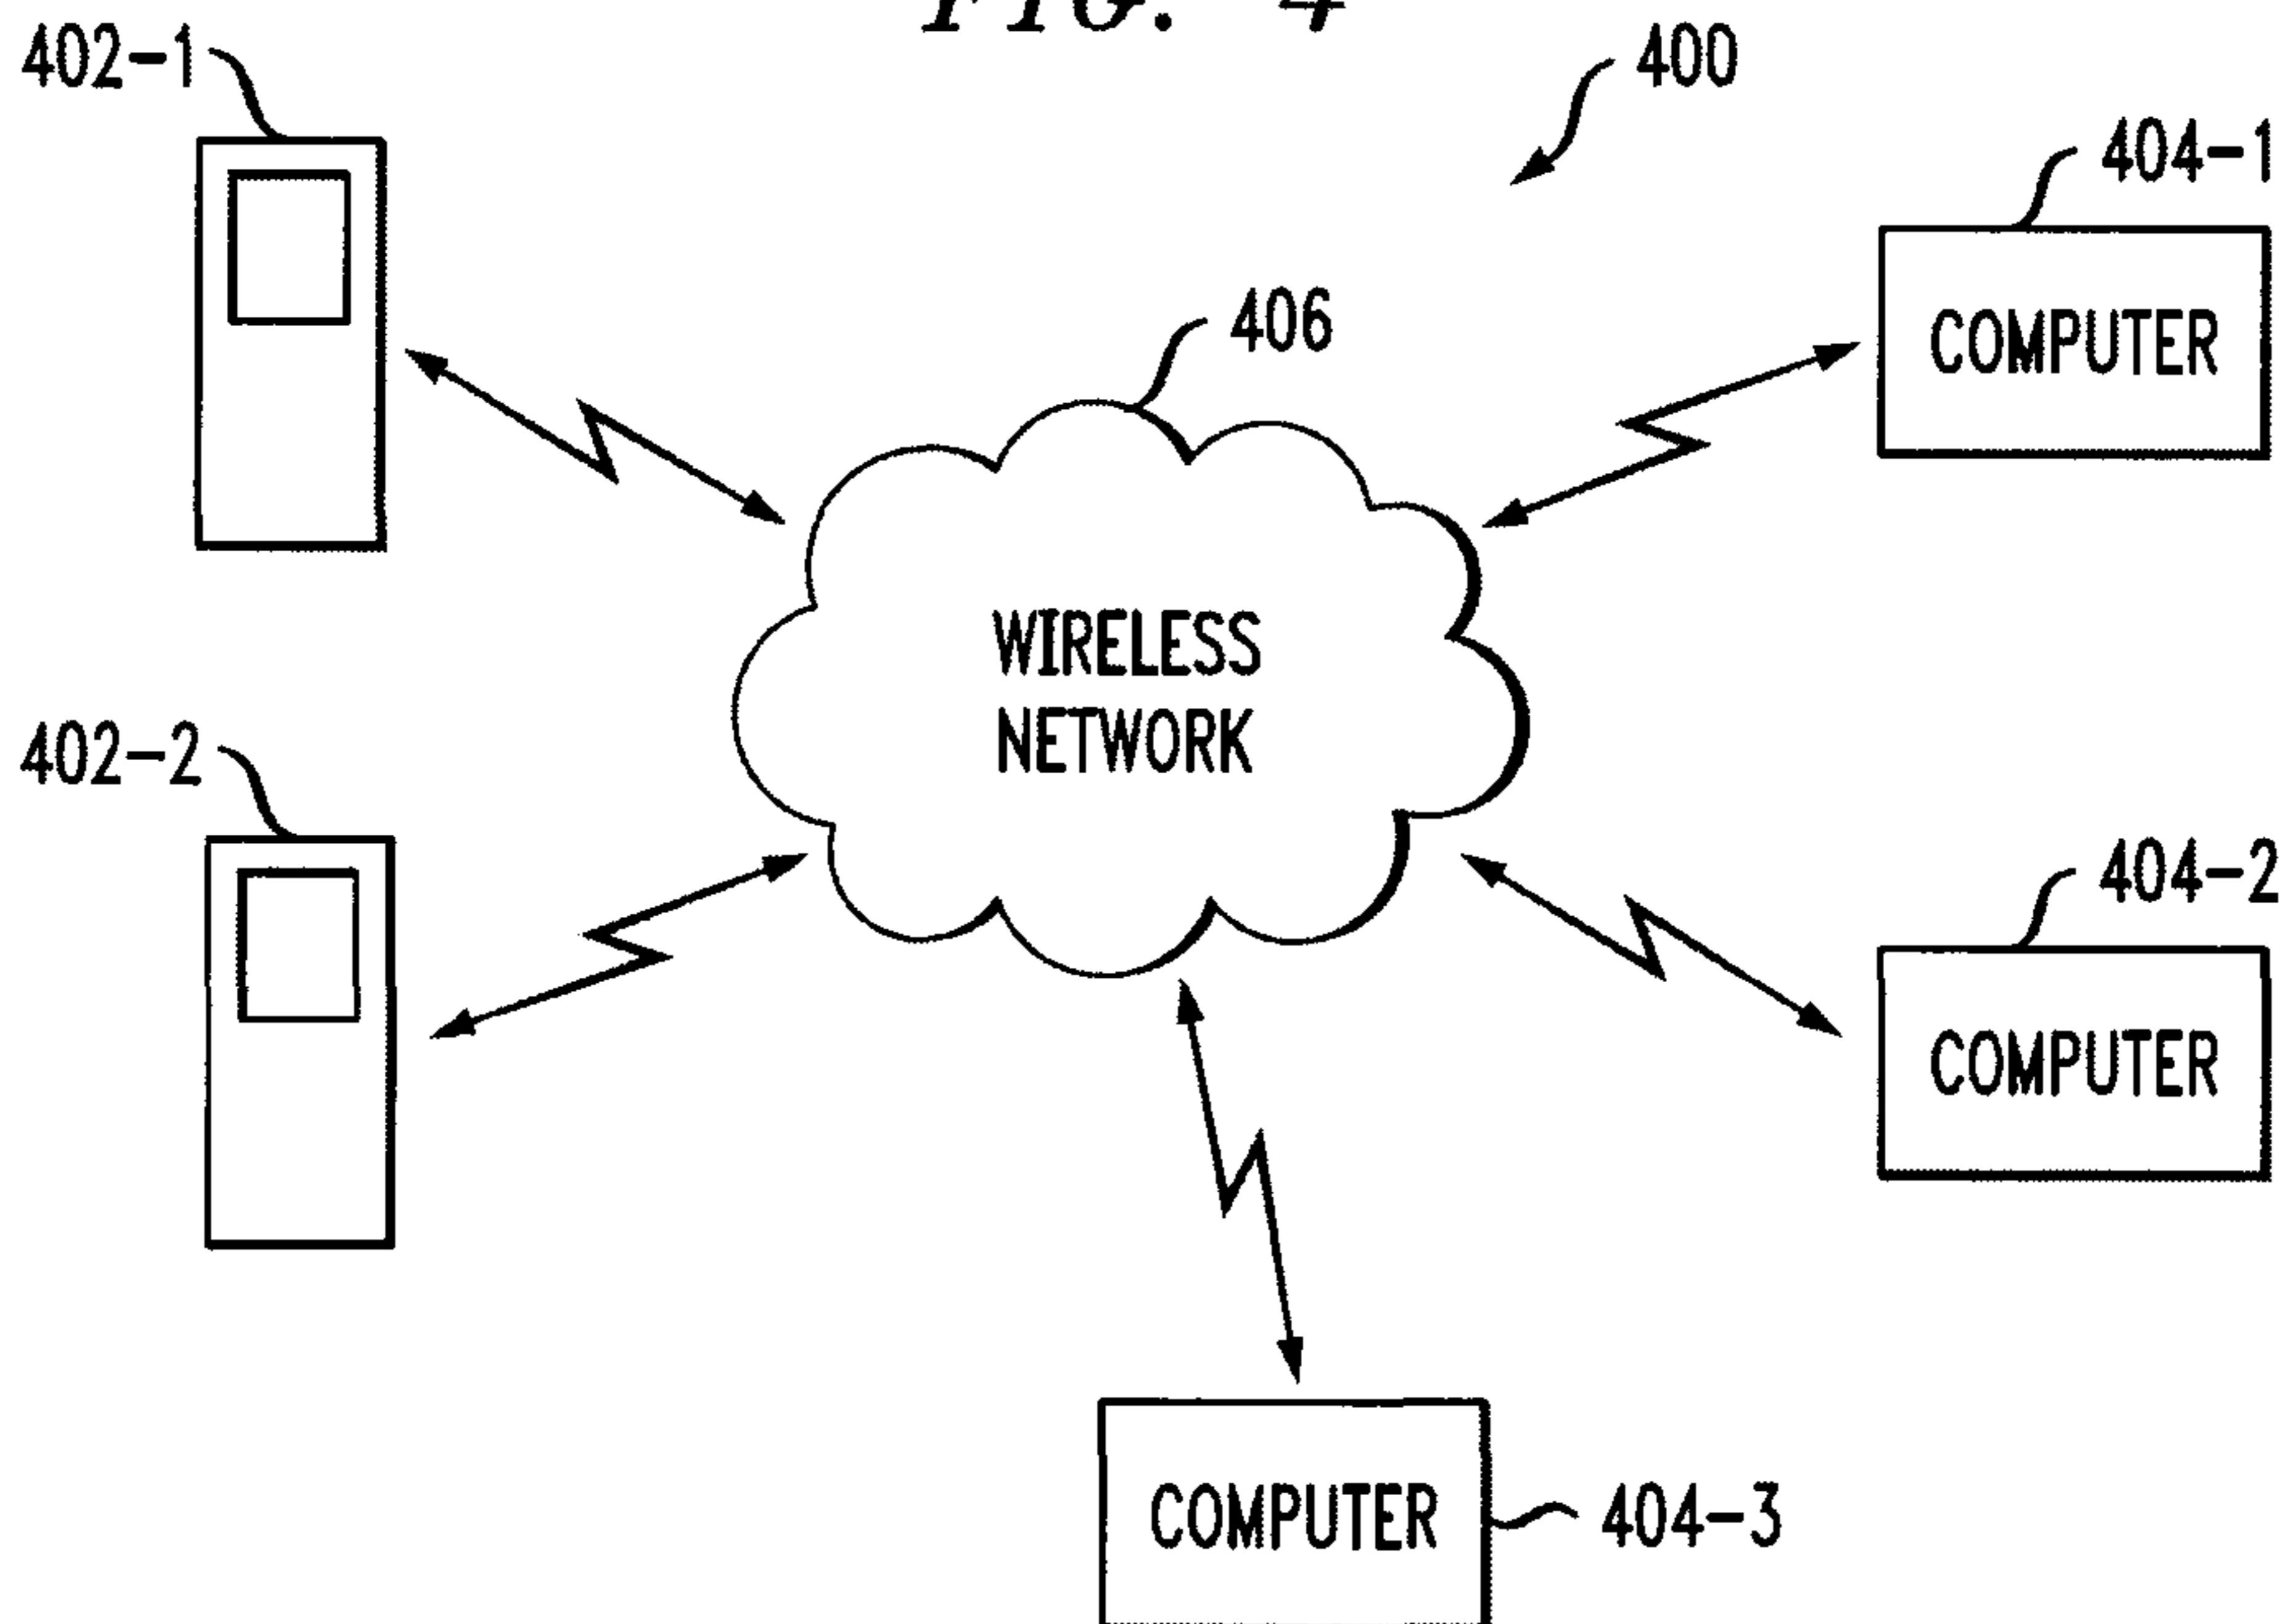 FIG. 4
402-1
400
404-1
COMPUTER
406
WIRELESS
NETWORK
402-2
404-2
COMPUTER
COMPUTER
404-3